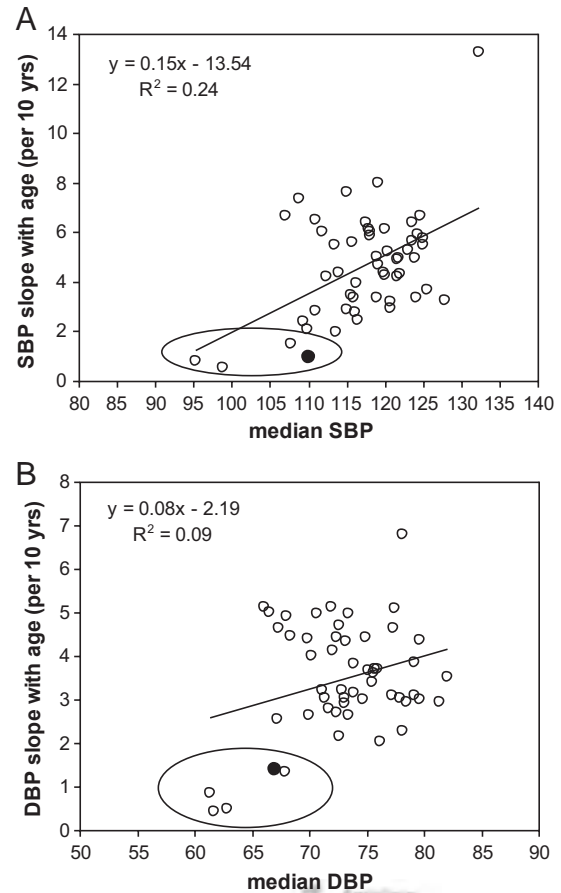 A
SBP slope with age (per 10 yrs)
14
12
10
8
6
4
2
0
y = 0.15x - 13.54
R² = 0.24
80 85 90 95 100 105 110 115 120 125 130 135 140
median SBP
B
DBP slope with age (per 10 yrs)
8
7
6
5
4
3
2
1
0
y = 0.08x - 2.19
R² = 0.09
50 55 60 65 70 75 80 85 90
median DBP